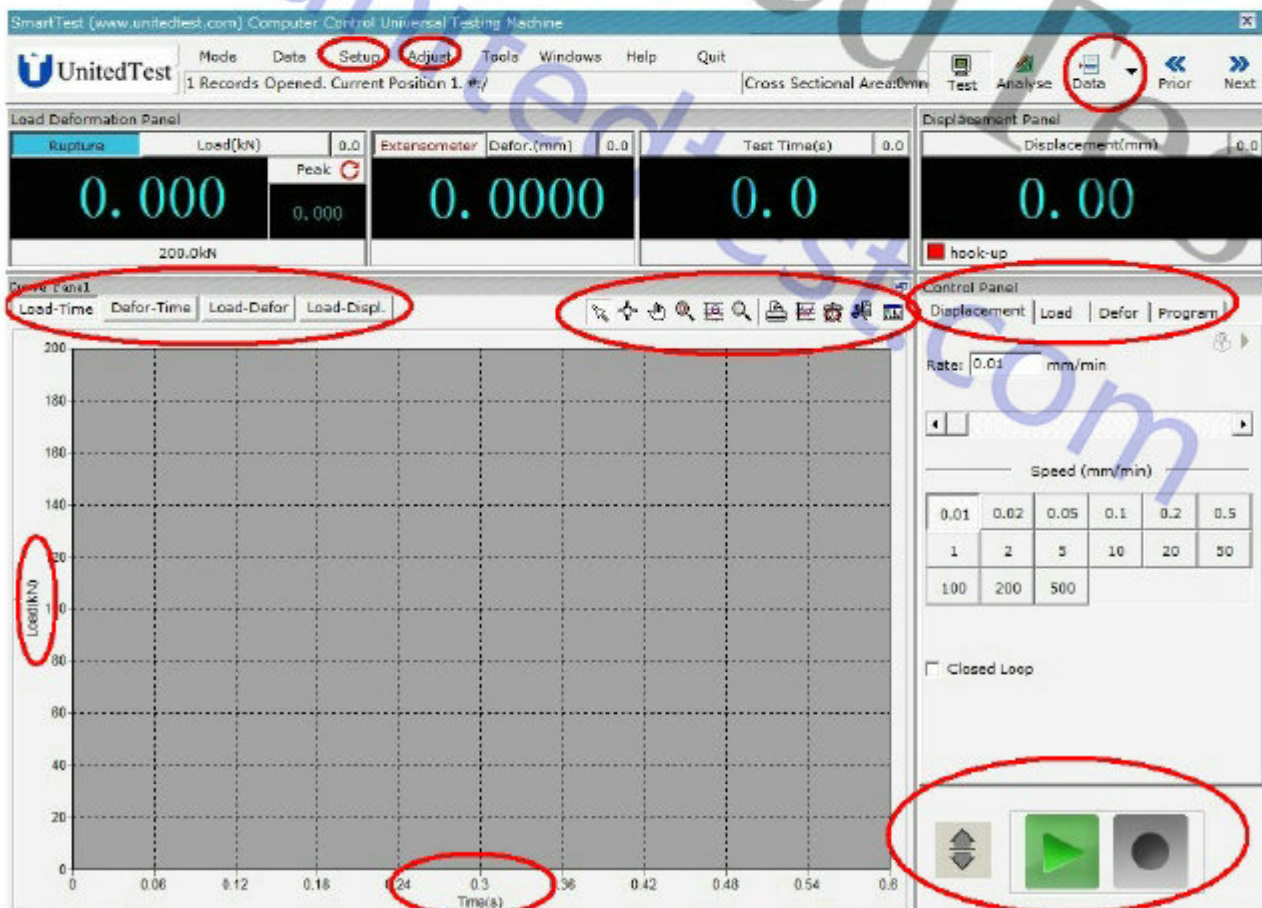 SmartTest (www.unitedtest.com) Computer Control Universal Testing Machine
UnitedTest
Mode Data Setup Adjust Tools Windows Help Quit
1 Records Opened. Current Position 1. #:/ Cross Sectional Area:0mm
Test Analyse Data Prior Next
Load Deformation Panel
Rupture Load(kN) 0.0 Extensometer Defor.(mm) 0.0 Test Time(s) 0.0
Peak
0.000 0.000 0.0000 0.0
200.0kN
Displacement Panel
Displacement(mm) 0.0
0.00
hook-up
Load-Time Defor-Time Load-Defor Load-Displ.
200
180
160
140
120
100
80
60
40
20
0
Load(kN)
0 0.06 0.12 0.18 0.24 0.3 0.36 0.42 0.48 0.54 0.6
Time(s)
Control Panel
Displacement Load Defor Program
Rate: 0.01 mm/min
Speed (mm/min)
0.01 0.02 0.05 0.1 0.2 0.5
1 2 5 10 20 50
100 200 500
Closed Loop